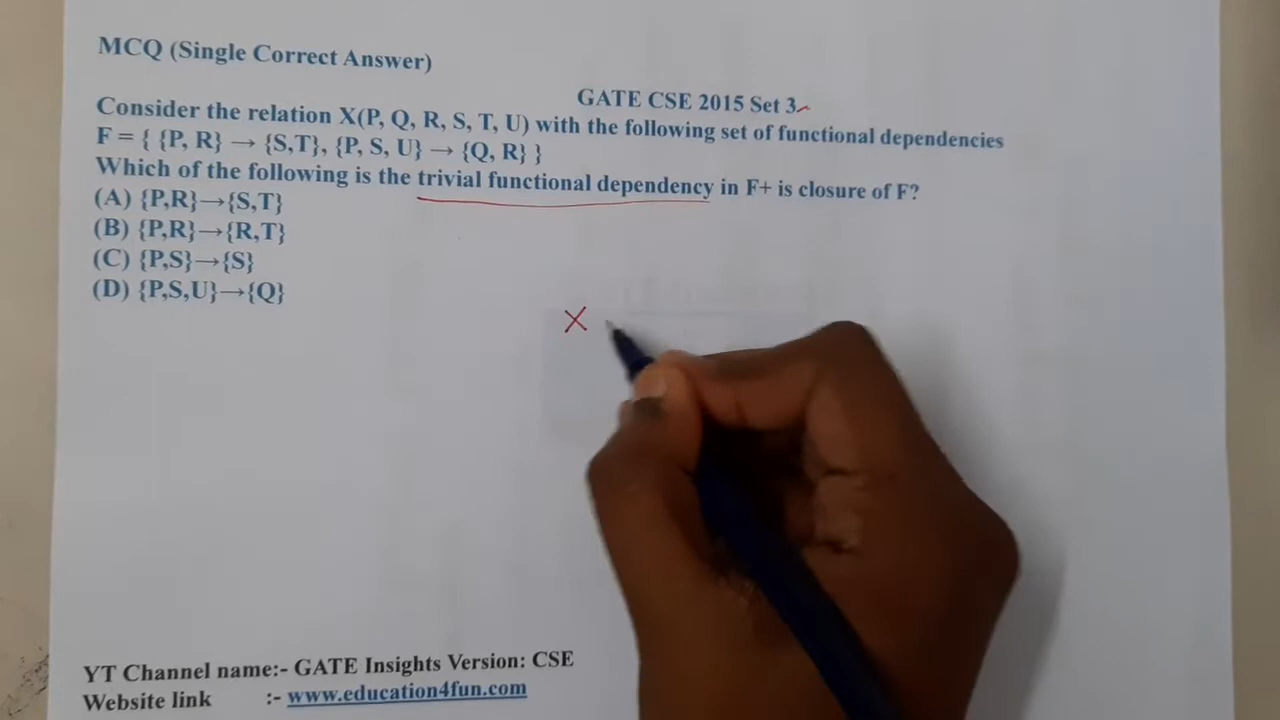 MCQ (Single Correct Answer)
GATE CSE 2015 Set 3
Consider the relation X(P, Q, R, S, T, U) with the following set of functional dependencies
F = { {P, R} → {S,T}, {P, S, U} → {Q, R} }
Which of the following is the trivial functional dependency in F+ is closure of F?
(A) {P,R}→{S,T}
(B) {P,R}→{R,T}
(C) {P,S}→{S}
(D) {P,S,U}→{Q}
X
YT Channel name:- GATE Insights Version: CSE
Website link :- www.education4fun.com